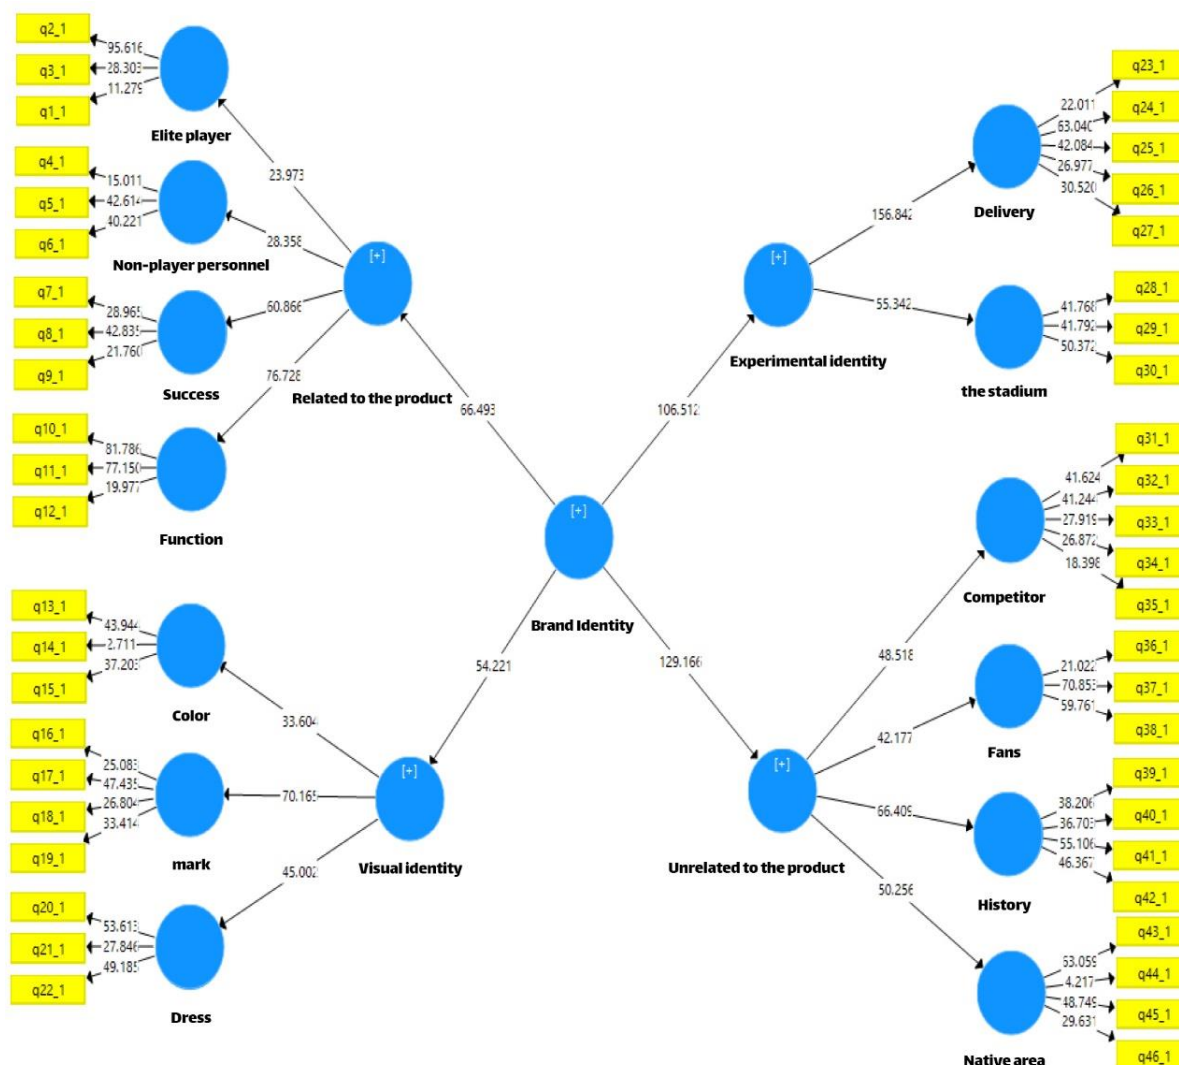 q2_1
95.616
q3_1
28.303
q1_1
11.279
Elite player
q4_1
15.011
q5_1
42.614
q6_1
40.221
Non-player personnel
q7_1
28.965
q8_1
42.835
q9_1
21.760
Success
q10_1
81.786
q11_1
77.150
q12_1
19.977
Function
23.973
28.358
60.866
76.728
[+]
Related to the product
66.493
q13_1
43.944
q14_1
2.711
q15_1
37.203
Color
q16_1
25.083
q17_1
47.435
q18_1
26.804
q19_1
33.414
mark
q20_1
53.613
q21_1
27.846
q22_1
49.185
Dress
33.604
70.165
45.002
[+]
Visual identity
54.221
[+]
Brand Identity
106.512
129.166
[+]
Experimental identity
156.842
55.342
Delivery
22.011
q23_1
63.040
q24_1
42.084
q25_1
26.977
q26_1
30.520
q27_1
the stadium
41.768
q28_1
41.792
q29_1
50.372
q30_1
[+]
Unrelated to the product
48.518
42.177
66.409
50.256
Competitor
41.624
q31_1
41.244
q32_1
27.919
q33_1
26.872
q34_1
18.398
q35_1
Fans
21.022
q36_1
70.853
q37_1
59.761
q38_1
History
38.206
q39_1
36.703
q40_1
55.106
q41_1
46.367
q42_1
Native area
q43_1
4.217
q44_1
48.749
q45_1
29.631
q46_1